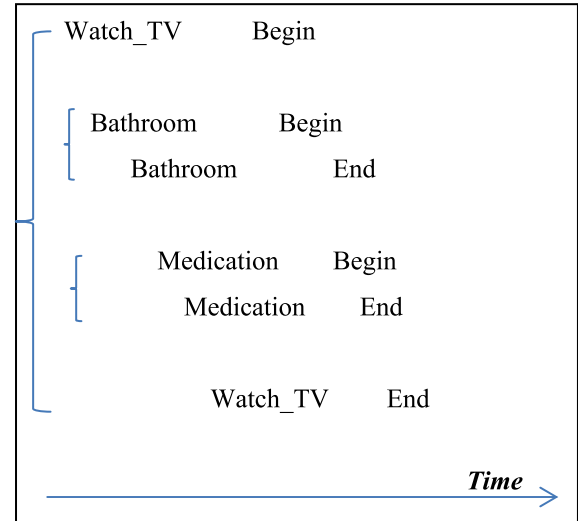 Watch_TV Begin
Bathroom Begin
Bathroom End
Medication Begin
Medication End
Watch_TV End
Time